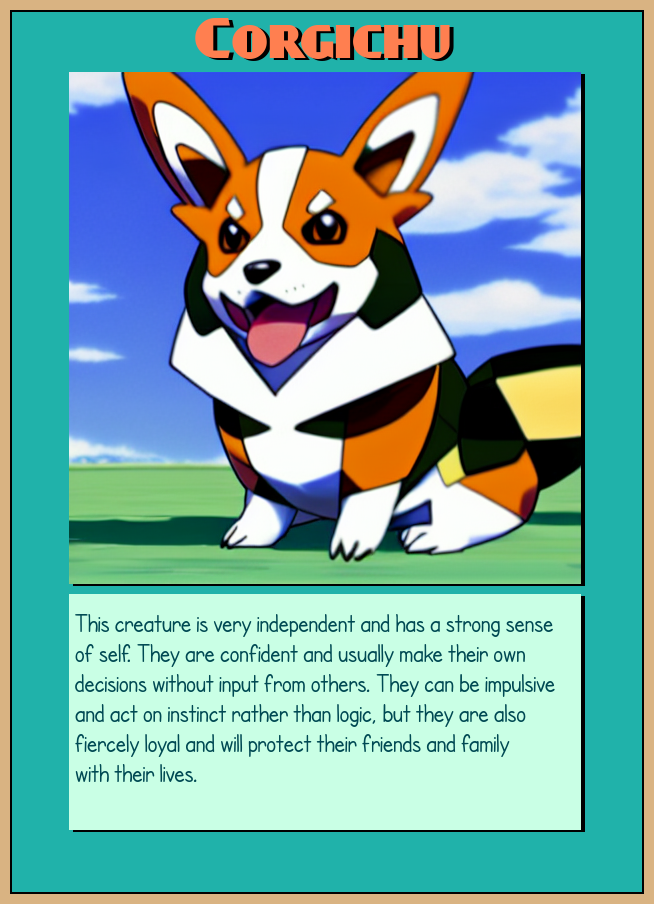 Corgichu
This creature is very independent and has a strong sense
of self. They are confident and usually make their own
decisions without input from others. They can be impulsive
and act on instinct rather than logic, but they are also
fiercely loyal and will protect their friends and family
with their lives.